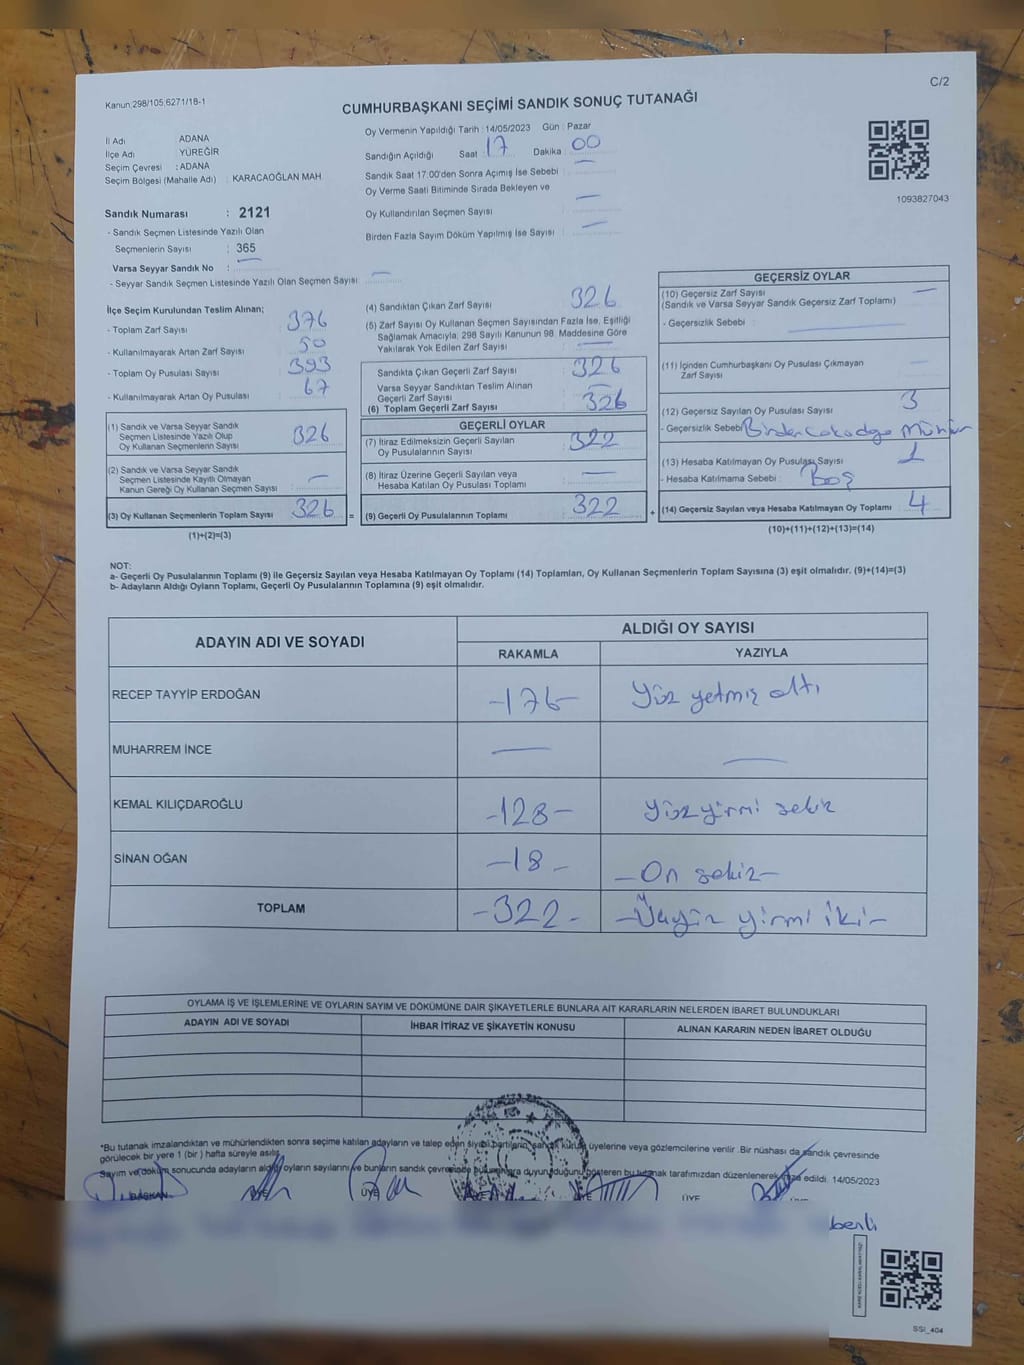 C/2
Kanun;298/105;6271/18-1
CUMHURBAŞKANI SEÇİMİ SANDIK SONUÇ TUTANAĞI
İl Adı ADANA
İlçe Adı YÜREĞİR
Seçim Çevresi : ADANA
Seçim Bölgesi (Mahalle Adı) : KARACAOĞLAN MAH.
Sandık Numarası : 2121
- Sandık Seçmen Listesinde Yazılı Olan
Seçmenlerin Sayısı : 365
Varsa Seyyar Sandık No :
- Seyyar Sandık Seçmen Listesinde Yazılı Olan Seçmen Sayısı
Oy Vermenin Yapıldığı Tarih : 14/05/2023 Gün : Pazar
Sandığın Açıldığı Saat 17 Dakika 00
Sandık Saat 17:00'den Sonra Açımış İse Sebebi
Oy Verme Saati Bitiminde Sırada Bekleyen ve
Oy Kullandırılan Seçmen Sayısı
Birden Fazla Sayım Döküm Yapılmış İse Sayısı
1093827043
İlçe Seçim Kurulundan Teslim Alınan;
- Toplam Zarf Sayısı 376
- Kullanılmayarak Artan Zarf Sayısı 50
- Toplam Oy Pusulası Sayısı 393
- Kullanılmayarak Artan Oy Pusulası 67
(1) Sandık ve Varsa Seyyar Sandık
Seçmen Listesinde Yazılı Olup
Oy Kullanan Seçmenlerin Sayısı 326
(2) Sandık ve Varsa Seyyar Sandık
Seçmen Listesinde Kayıtlı Olmayan
Kanun Gereği Oy Kullanan Seçmen Sayısı
(3) Oy Kullanan Seçmenlerin Toplam Sayısı 326 =
(1)+(2)=(3)
(4) Sandıktan Çıkan Zarf Sayısı 326
(5) Zarf Sayısı Oy Kullanan Seçmen Sayısından Fazla İse, Eşitliği
Sağlamak Amacıyla; 298 Sayılı Kanunun 98. Maddesine Göre
Yakılarak Yok Edilen Zarf Sayısı
Sandıkta Çıkan Geçerli Zarf Sayısı 326
Varsa Seyyar Sandıktan Teslim Alınan
Geçerli Zarf Sayısı
(6) Toplam Geçerli Zarf Sayısı 326
GEÇERLİ OYLAR
(7) İtiraz Edilmeksizin Geçerli Sayılan
Oy Pusulalarının Sayısı 322
(8) İtiraz Üzerine Geçerli Sayılan veya
Hesaba Katılan Oy Pusulası Toplamı
(9) Geçerli Oy Pusulalarının Toplamı 322 +
GEÇERSİZ OYLAR
(10) Geçersiz Zarf Sayısı
(Sandık ve Varsa Seyyar Sandık Geçersiz Zarf Toplamı)
- Geçersizlik Sebebi :
(11) İçinden Cumhurbaşkanı Oy Pusulası Çıkmayan
Zarf Sayısı
(12) Geçersiz Sayılan Oy Pusulası Sayısı 3
- Geçersizlik Sebebi
(13) Hesaba Katılmayan Oy Pusulası Sayısı 1
- Hesaba Katılmama Sebebi : Boş
(14) Geçersiz Sayılan veya Hesaba Katılmayan Oy Toplamı 4
(10)+(11)+(12)+(13)=(14)
NOT:
a- Geçerli Oy Pusulalarının Toplamı (9) ile Geçersiz Sayılan veya Hesaba Katılmayan Oy Toplamı (14) Toplamları, Oy Kullanan Seçmenlerin Toplam Sayısına (3) eşit olmalıdır. (9)+(14)=(3)
b- Adayların Aldığı Oyların Toplamı, Geçerli Oy Pusulalarının Toplamına (9) eşit olmalıdır.
ADAYIN ADI VE SOYADI ALDIĞI OY SAYISI
RAKAMLA YAZIYLA
RECEP TAYYİP ERDOĞAN -176- Yüz yetmiş altı
MUHARREM İNCE
KEMAL KILIÇDAROĞLU -128- Yüz yirmi sekiz
SİNAN OĞAN -18- -On sekiz-
TOPLAM -322- -Üçyüz yirmi iki-
OYLAMA İŞ VE İŞLEMLERİNE VE OYLARIN SAYIM VE DÖKÜMÜNE DAİR ŞİKAYETLERLE BUNLARA AİT KARARLARIN NELERDEN İBARET BULUNDUKLARI
ADAYIN ADI VE SOYADI İHBAR İTİRAZ VE ŞİKAYETİN KONUSU ALINAN KARARIN NEDEN İBARET OLDUĞU
*Bu tutanak imzalandıktan ve mühürlendikten sonra seçime katılan adayların ve talep eden siyasi partilerin, sandık kurulu üyelerine veya gözlemcilerine verilir. Bir nüshası da sandık çevresinde
görülecek bir yere 1 (bir) hafta süreyle asılır.
Sayım ve döküm sonucunda adayların aldığı oyların sayılarını ve bunların sandık çevresinde duyurulduğunu gösteren bu tutanak tarafımızdan düzenlenerek imza edildi. 14/05/2023
BAŞKAN ÜYE ÜYE ÜYE ÜYE
SSI_404